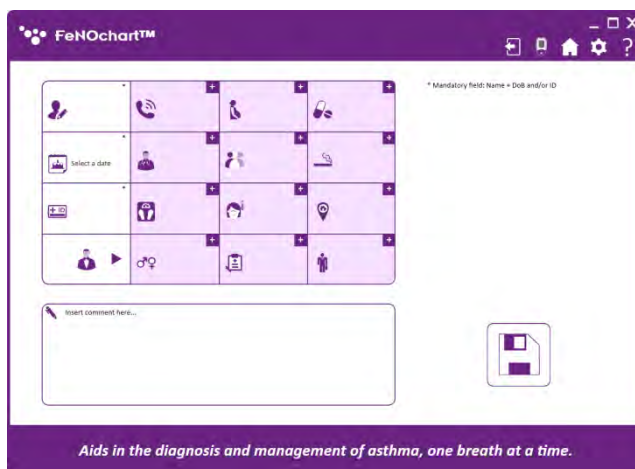 FeNOchart™
* Mandatory field: Name + DoB and/or ID
Select a date
+ ID
Insert comment here...
Aids in the diagnosis and management of asthma, one breath at a time.